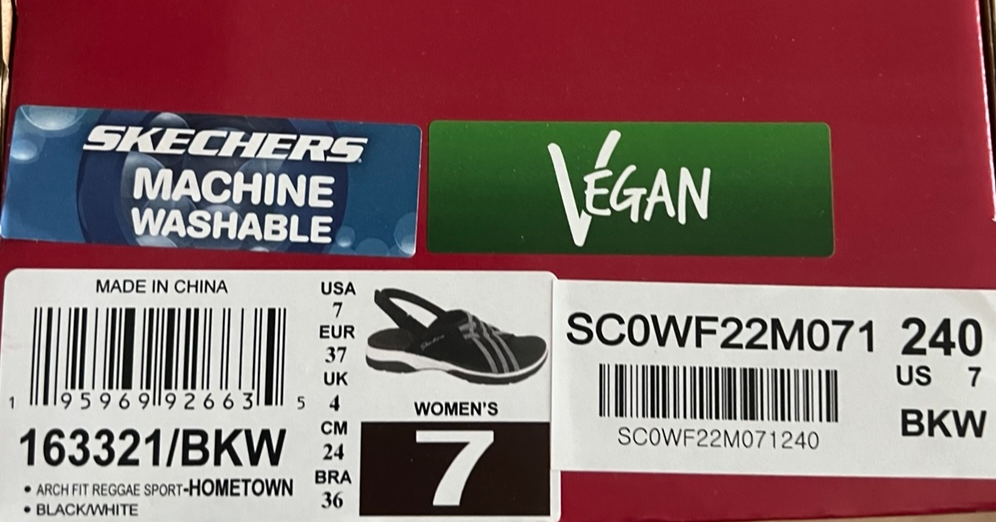 SKECHERS
MACHINE
WASHABLE
VEGAN
MADE IN CHINA
1 95969 92663 5
163321/BKW
• ARCH FIT REGGAE SPORT-HOMETOWN
• BLACK/WHITE
USA
7
EUR
37
UK
4
CM
24
BRA
36
Skechers
WOMEN'S
7
SC0WF22M071 240
US 7
SC0WF22M071240
BKW